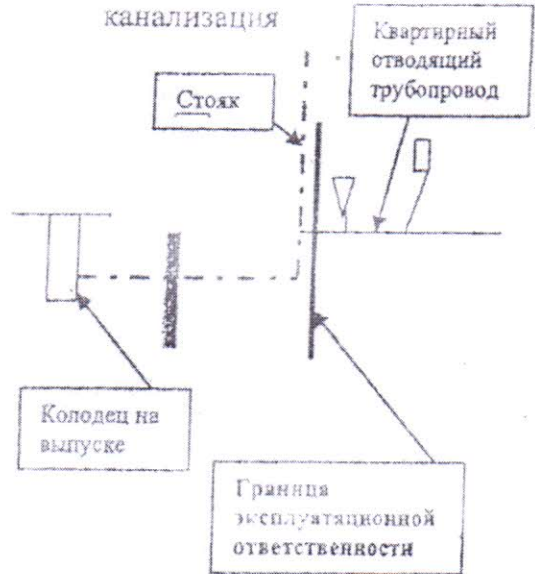 канализация
Квартирный
отводящий
трубопровод
Стояк
Колодец на
выпуске
Граница
эксплуатационной
ответственности